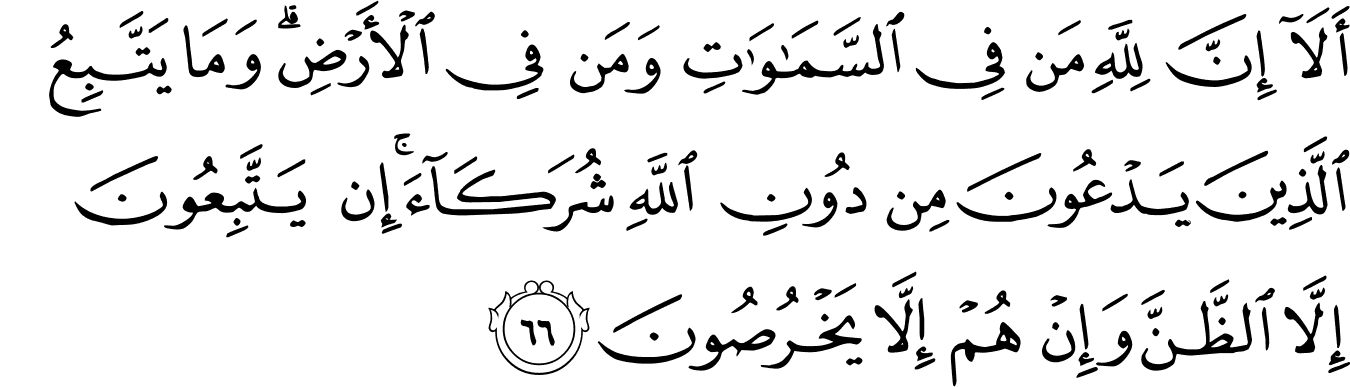 أَلَآ إِنَّ لِلَّهِ مَن فِى ٱلسَّمَـٰوَٰتِ وَمَن فِى ٱلْأَرْضِ ۗ وَمَا يَتَّبِعُ
ٱلَّذِينَ يَدْعُونَ مِن دُونِ ٱللَّهِ شُرَكَآءَ ۚ إِن يَتَّبِعُونَ
إِلَّا ٱلظَّنَّ وَإِنْ هُمْ إِلَّا يَخْرُصُونَ ٦٦